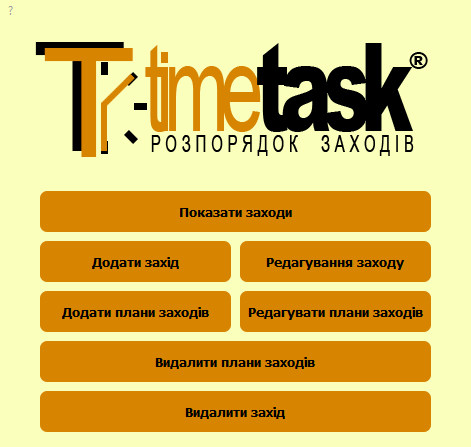 ?
timetask®
РОЗПОРЯДОК ЗАХОДІВ
Показати заходи
Додати захід
Редагування заходу
Додати плани заходів
Редагувати плани заходів
Видалити плани заходів
Видалити захід